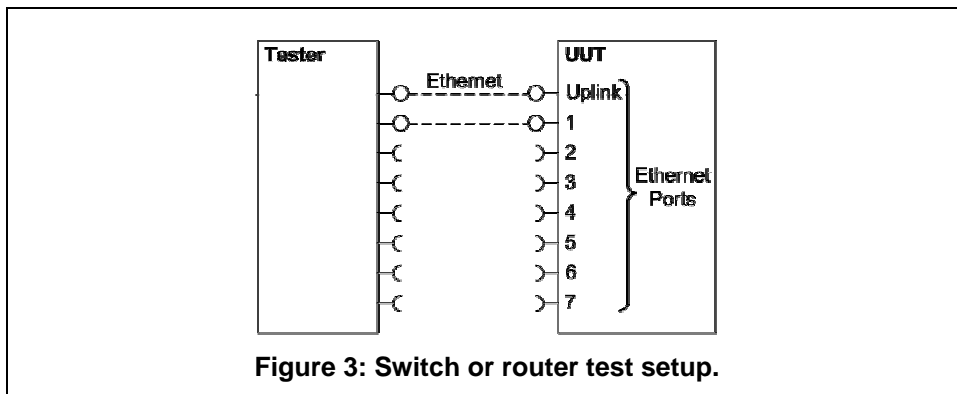 Tester
UUT
Ethernet
Uplink
1
2
3
4
5
6
7
Ethernet
Ports
Figure 3: Switch or router test setup.